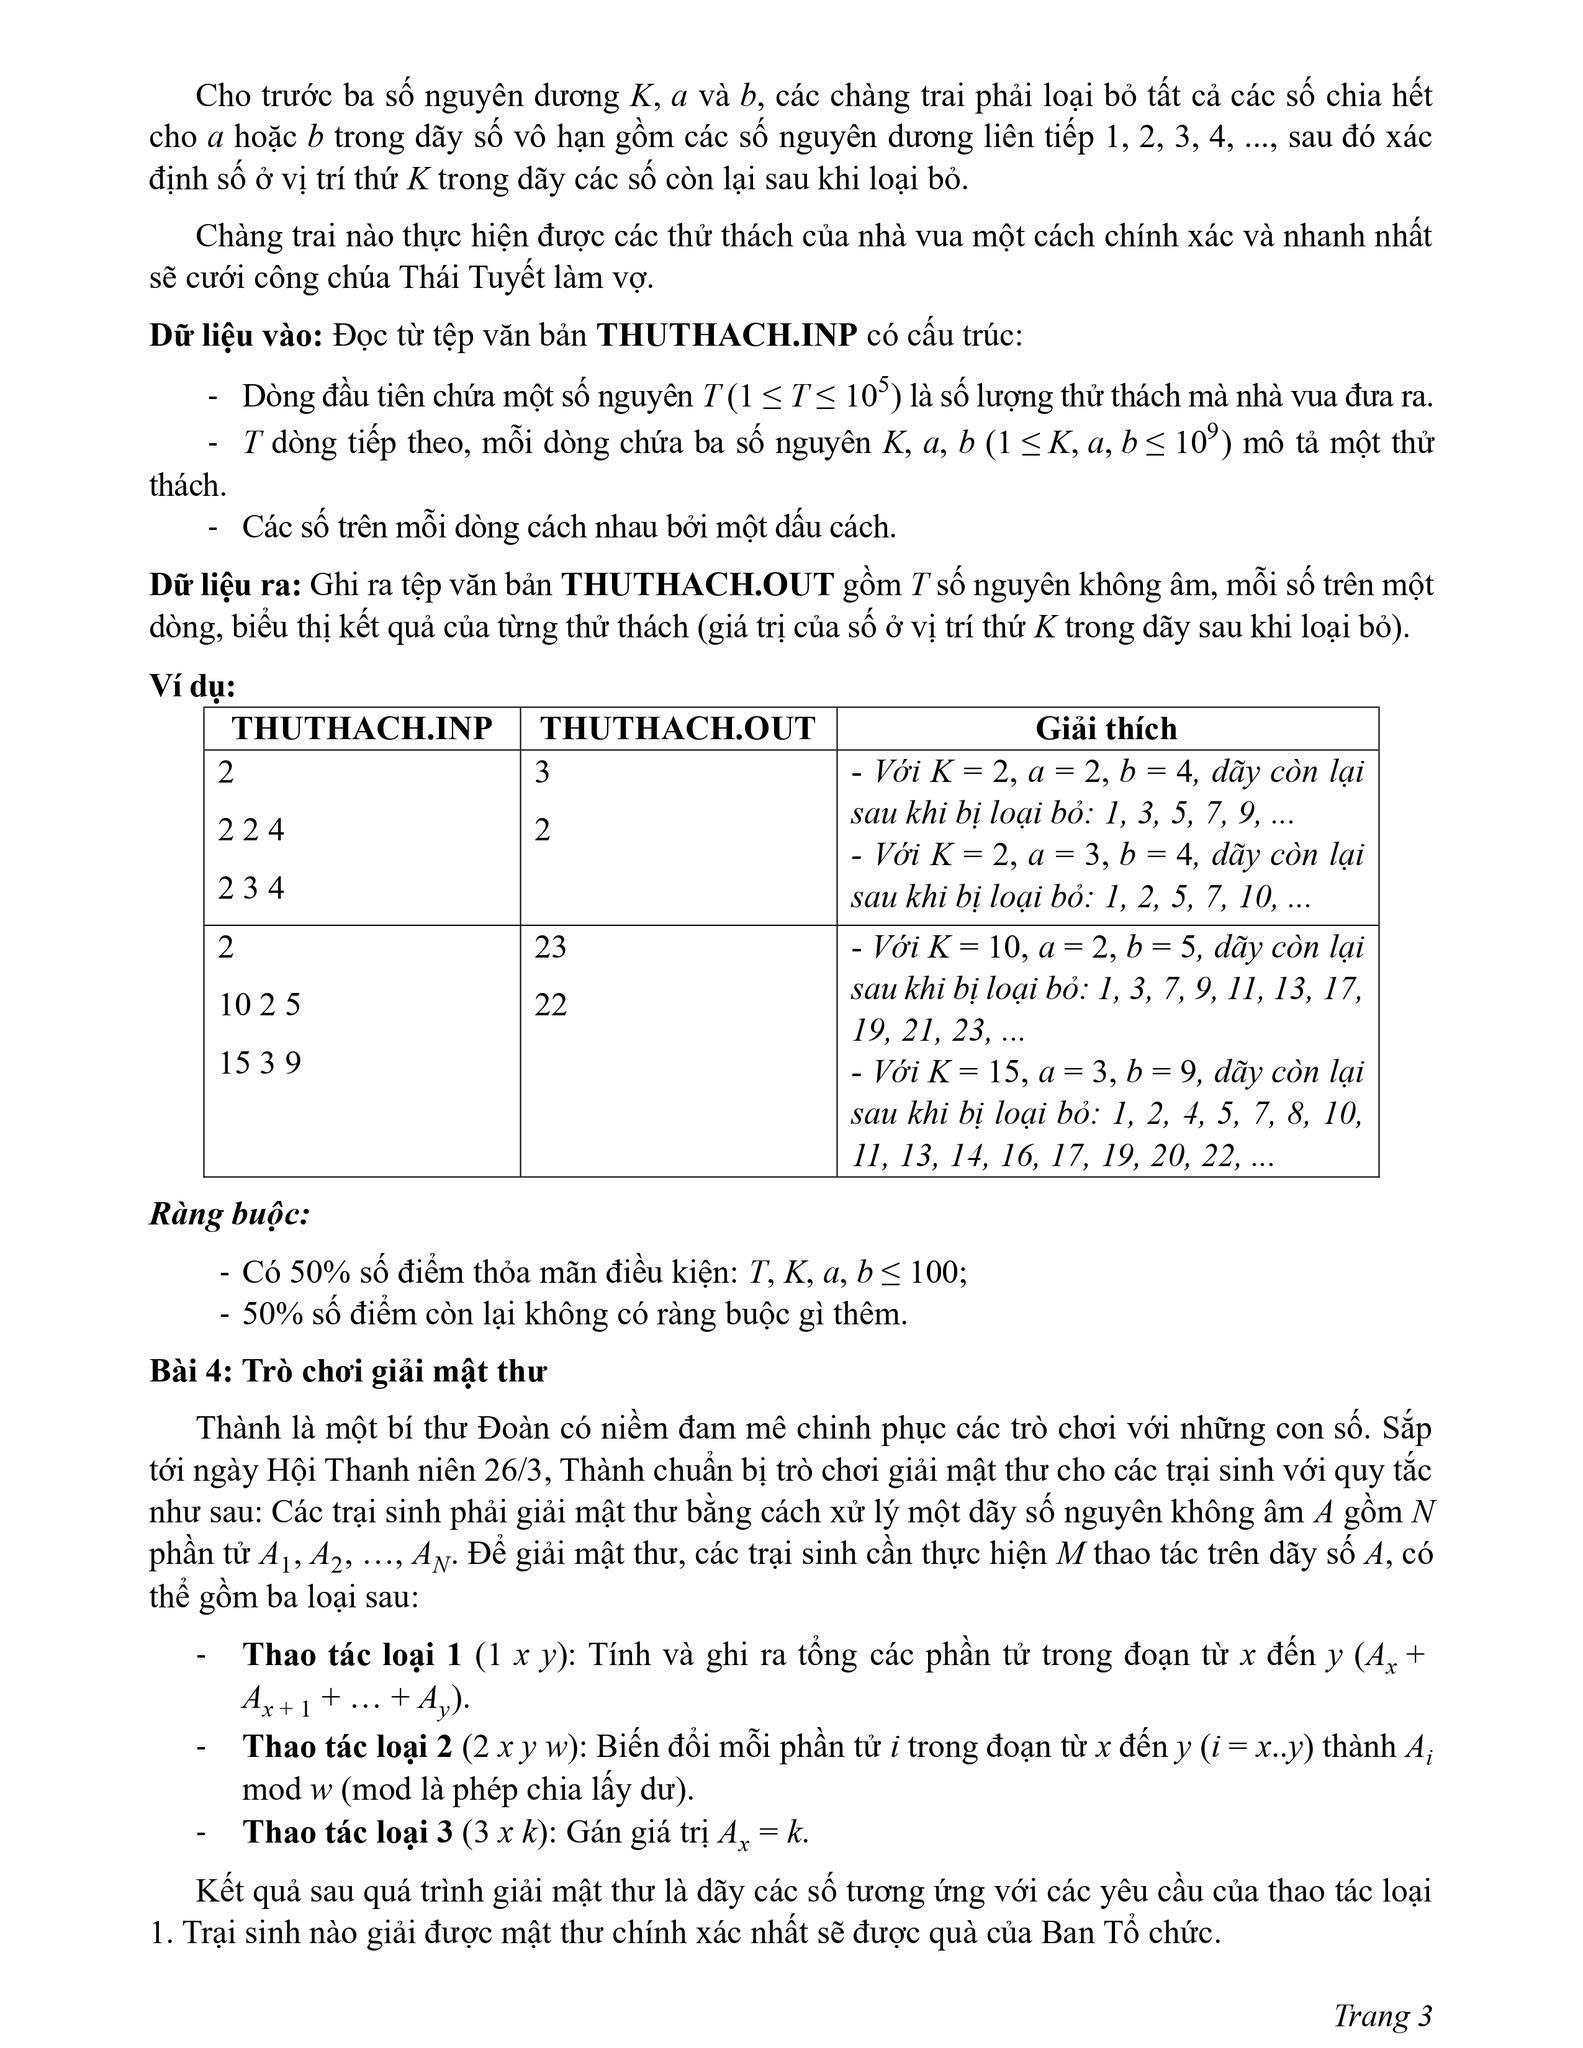 Cho trước ba số nguyên dương K, a và b, các chàng trai phải loại bỏ tất cả các số chia hết
cho a hoặc b trong dãy số vô hạn gồm các số nguyên dương liên tiếp 1, 2, 3, 4, ..., sau đó xác
định số ở vị trí thứ K trong dãy các số còn lại sau khi loại bỏ.
Chàng trai nào thực hiện được các thử thách của nhà vua một cách chính xác và nhanh nhất
sẽ cưới công chúa Thái Tuyết làm vợ.
Dữ liệu vào: Đọc từ tệp văn bản THUTHACH.INP có cấu trúc:
- Dòng đầu tiên chứa một số nguyên T (1 ≤ T ≤ 10⁵) là số lượng thử thách mà nhà vua đưa ra.
- T dòng tiếp theo, mỗi dòng chứa ba số nguyên K, a, b (1 ≤ K, a, b ≤ 10⁹) mô tả một thử
thách.
- Các số trên mỗi dòng cách nhau bởi một dấu cách.
Dữ liệu ra: Ghi ra tệp văn bản THUTHACH.OUT gồm T số nguyên không âm, mỗi số trên một
dòng, biểu thị kết quả của từng thử thách (giá trị của số ở vị trí thứ K trong dãy sau khi loại bỏ).
Ví dụ:
THUTHACH.INP THUTHACH.OUT Giải thích
2
2 2 4
2 3 4
3
2
- Với K = 2, a = 2, b = 4, dãy còn lại
sau khi bị loại bỏ: 1, 3, 5, 7, 9, ...
- Với K = 2, a = 3, b = 4, dãy còn lại
sau khi bị loại bỏ: 1, 2, 5, 7, 10, ...
2
10 2 5
15 3 9
23
22
- Với K = 10, a = 2, b = 5, dãy còn lại
sau khi bị loại bỏ: 1, 3, 7, 9, 11, 13, 17,
19, 21, 23, ...
- Với K = 15, a = 3, b = 9, dãy còn lại
sau khi bị loại bỏ: 1, 2, 4, 5, 7, 8, 10,
11, 13, 14, 16, 17, 19, 20, 22, ...
Ràng buộc:
- Có 50% số điểm thỏa mãn điều kiện: T, K, a, b ≤ 100;
- 50% số điểm còn lại không có ràng buộc gì thêm.
Bài 4: Trò chơi giải mật thư
Thành là một bí thư Đoàn có niềm đam mê chinh phục các trò chơi với những con số. Sắp
tới ngày Hội Thanh niên 26/3, Thành chuẩn bị trò chơi giải mật thư cho các trại sinh với quy tắc
như sau: Các trại sinh phải giải mật thư bằng cách xử lý một dãy số nguyên không âm A gồm N
phần tử A₁, A₂, …, A_N. Để giải mật thư, các trại sinh cần thực hiện M thao tác trên dãy số A, có
thể gồm ba loại sau:
- Thao tác loại 1 (1 x y): Tính và ghi ra tổng các phần tử trong đoạn từ x đến y (A_x +
A_{x + 1} + … + A_y).
- Thao tác loại 2 (2 x y w): Biến đổi mỗi phần tử i trong đoạn từ x đến y (i = x..y) thành A_i
mod w (mod là phép chia lấy dư).
- Thao tác loại 3 (3 x k): Gán giá trị A_x = k.
Kết quả sau quá trình giải mật thư là dãy các số tương ứng với các yêu cầu của thao tác loại
1. Trại sinh nào giải được mật thư chính xác nhất sẽ được quà của Ban Tổ chức.
Trang 3